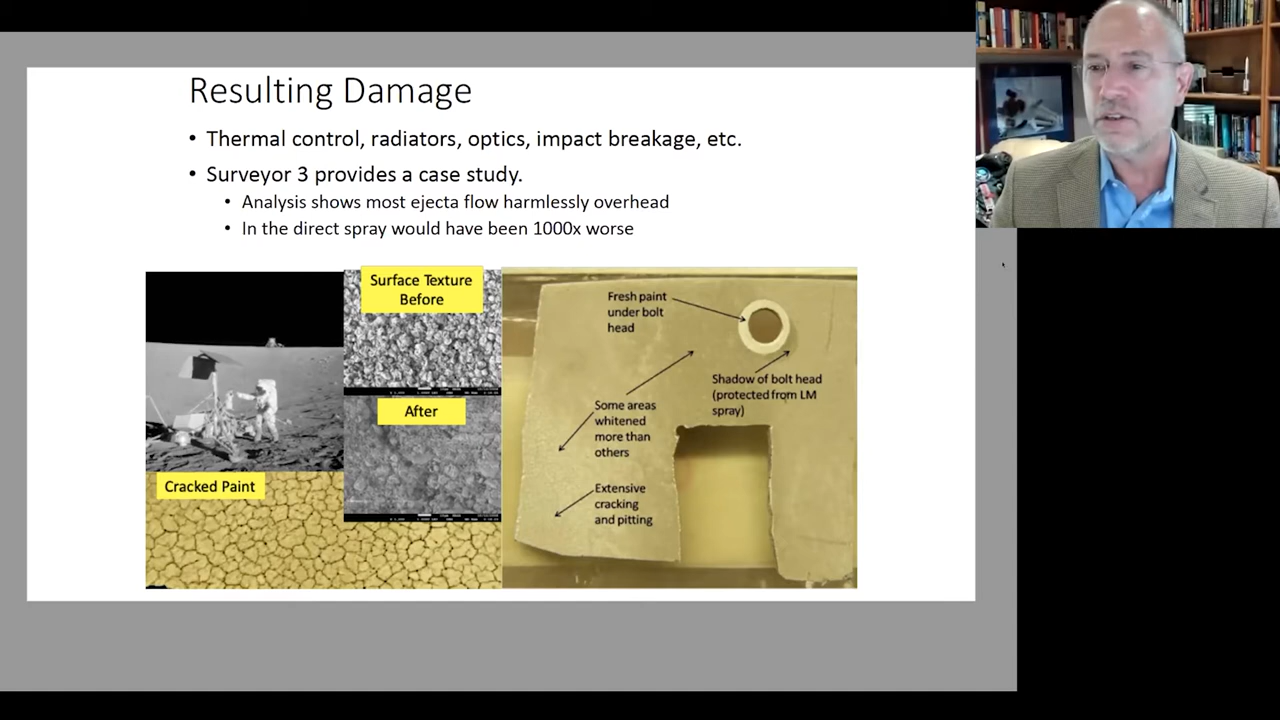 Resulting Damage
• Thermal control, radiators, optics, impact breakage, etc.
• Surveyor 3 provides a case study.
• Analysis shows most ejecta flow harmlessly overhead
• In the direct spray would have been 1000x worse
Surface Texture
Before
After
Cracked Paint
Fresh paint
under bolt
head
Shadow of bolt head
(protected from LM
spray)
Some areas
whitened
more than
others
Extensive
cracking
and pitting